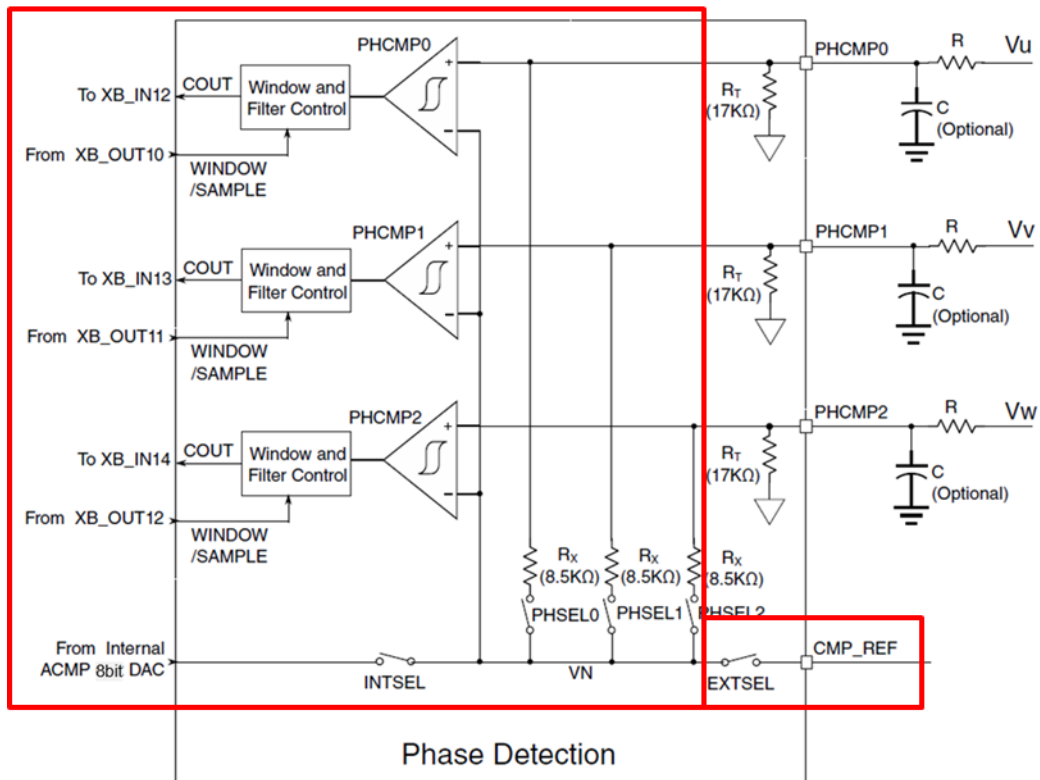 PHCMP0
PHCMP0
R
Vu
To XB_IN12
COUT
Window and
Filter Control
+
−
RT
(17KΩ)
C
(Optional)
From XB_OUT10
WINDOW
/SAMPLE
PHCMP1
PHCMP1
R
Vv
To XB_IN13
COUT
Window and
Filter Control
+
−
RT
(17KΩ)
C
(Optional)
From XB_OUT11
WINDOW
/SAMPLE
PHCMP2
PHCMP2
R
Vw
To XB_IN14
COUT
Window and
Filter Control
+
−
RT
(17KΩ)
C
(Optional)
From XB_OUT12
WINDOW
/SAMPLE
RX
(8.5KΩ)
RX
(8.5KΩ)
RX
(8.5KΩ)
PHSEL0
PHSEL1
PHSEL2
From Internal
ACMP 8bit DAC
INTSEL
VN
EXTSEL
CMP_REF
Phase Detection